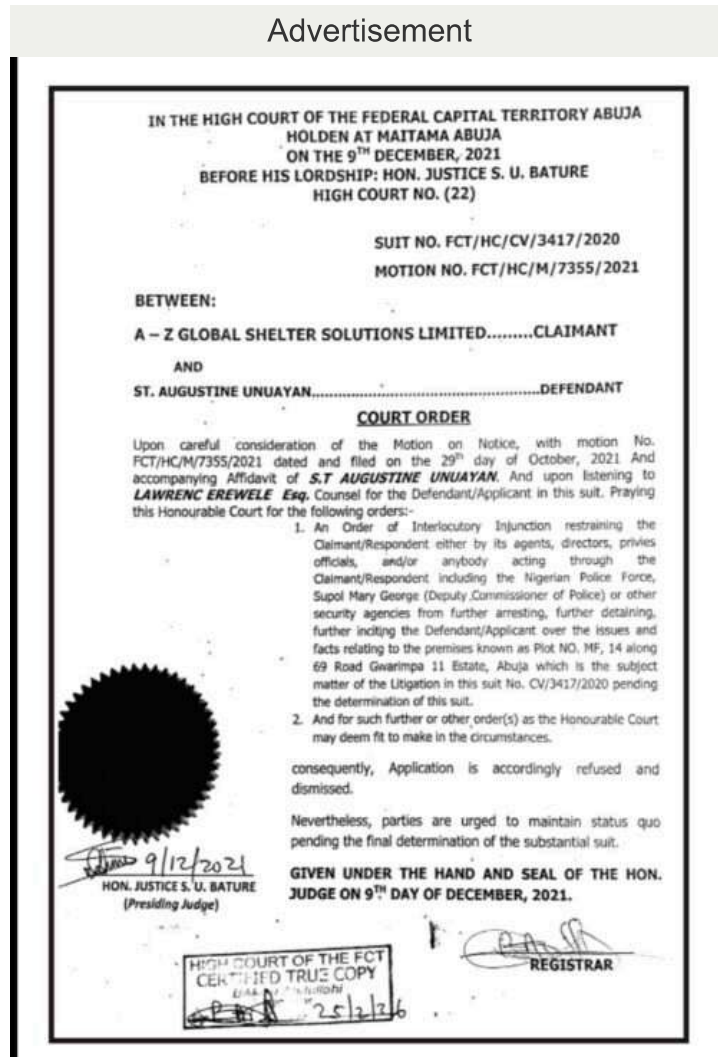 Advertisement
IN THE HIGH COURT OF THE FEDERAL CAPITAL TERRITORY ABUJA
HOLDEN AT MAITAMA ABUJA
ON THE 9TH DECEMBER, 2021
BEFORE HIS LORDSHIP: HON. JUSTICE S. U. BATURE
HIGH COURT NO. (22)
SUIT NO. FCT/HC/CV/3417/2020
MOTION NO. FCT/HC/M/7355/2021
BETWEEN:
A – Z GLOBAL SHELTER SOLUTIONS LIMITED.........CLAIMANT
AND
ST. AUGUSTINE UNUAYAN................................................DEFENDANT
COURT ORDER
Upon careful consideration of the Motion on Notice, with motion No.
FCT/HC/M/7355/2021 dated and filed on the 29th day of October, 2021 And
accompanying Affidavit of S.T AUGUSTINE UNUAYAN. And upon listening to
LAWRENC EREWELE Esq. Counsel for the Defendant/Applicant in this suit. Praying
this Honourable Court for the following orders:-
1. An Order of Interlocutory Injunction restraining the
Claimant/Respondent either by its agents, directors, privies
officials, and/or anybody acting through the
Claimant/Respondent including the Nigerian Police Force,
Supol Mary George (Deputy Commissioner of Police) or other
security agencies from further arresting, further detaining,
further inciting the Defendant/Applicant over the issues and
facts relating to the premises known as Plot NO. MF, 14 along
69 Road Gwarimpa 11 Estate, Abuja which is the subject
matter of the Litigation in this suit No. CV/3417/2020 pending
the determination of this suit.
2. And for such further or other order(s) as the Honourable Court
may deem fit to make in the circumstances.
consequently, Application is accordingly refused and
dismissed.
Nevertheless, parties are urged to maintain status quo
pending the final determination of the substantial suit.
9/12/2021
HON. JUSTICE S. U. BATURE
(Presiding Judge)
GIVEN UNDER THE HAND AND SEAL OF THE HON.
JUDGE ON 9TH DAY OF DECEMBER, 2021.
REGISTRAR
HIGH COURT OF THE FCT
CERTIFIED TRUE COPY
25/2/26